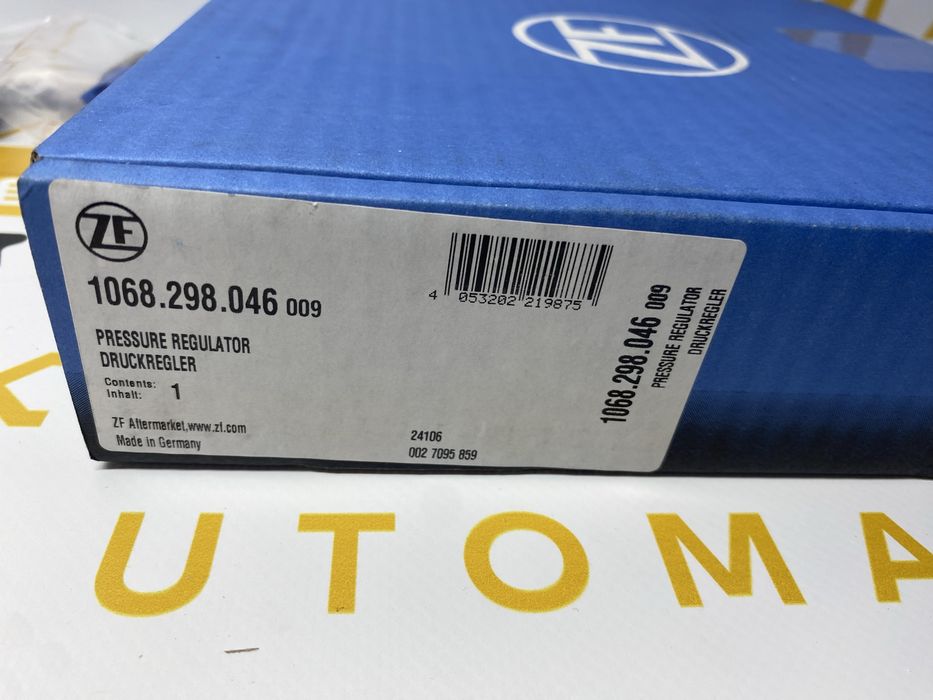 ZF
ZF
1068.298.046 009
PRESSURE REGULATOR
DRUCKREGLER
Contents:
Inhalt: 1
ZF Aftermarket,www.zf.com
Made in Germany
24106
002 7095 859
4 053202 219875
1068.298.046 009
PRESSURE REGULATOR
DRUCKREGLER
UTOMA